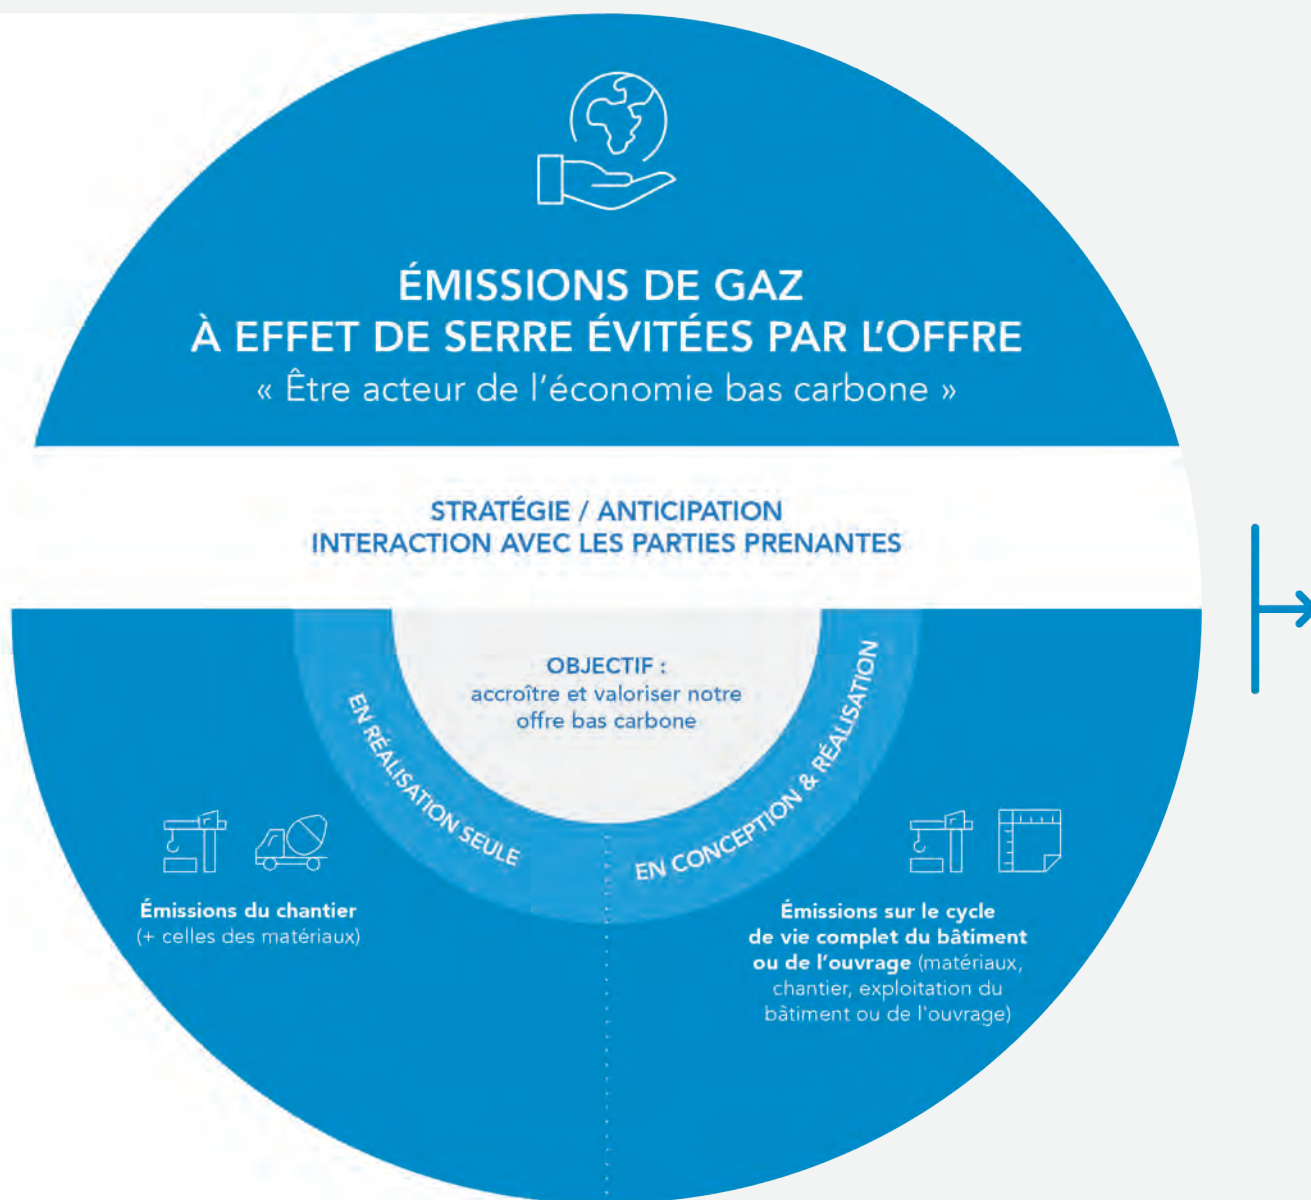 ÉMISSIONS DE GAZ
À EFFET DE SERRE ÉVITÉES PAR L'OFFRE
« Être acteur de l'économie bas carbone »
STRATÉGIE / ANTICIPATION
INTERACTION AVEC LES PARTIES PRENANTES
OBJECTIF :
accroître et valoriser notre
offre bas carbone
EN RÉALISATION SEULE
EN CONCEPTION & RÉALISATION
Émissions du chantier
(+ celles des matériaux)
Émissions sur le cycle
de vie complet du bâtiment
ou de l'ouvrage (matériaux,
chantier, exploitation du
bâtiment ou de l'ouvrage)